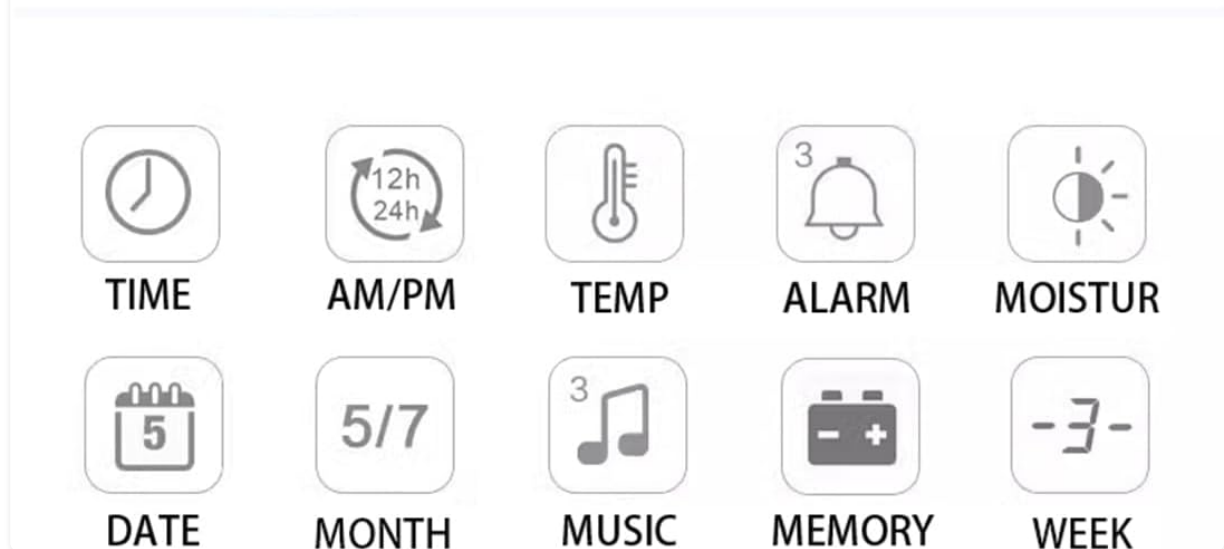 12h
24h
3
TIME AM/PM TEMP ALARM MOISTUR
5
5/7
3
- +
-3-
DATE MONTH MUSIC MEMORY WEEK